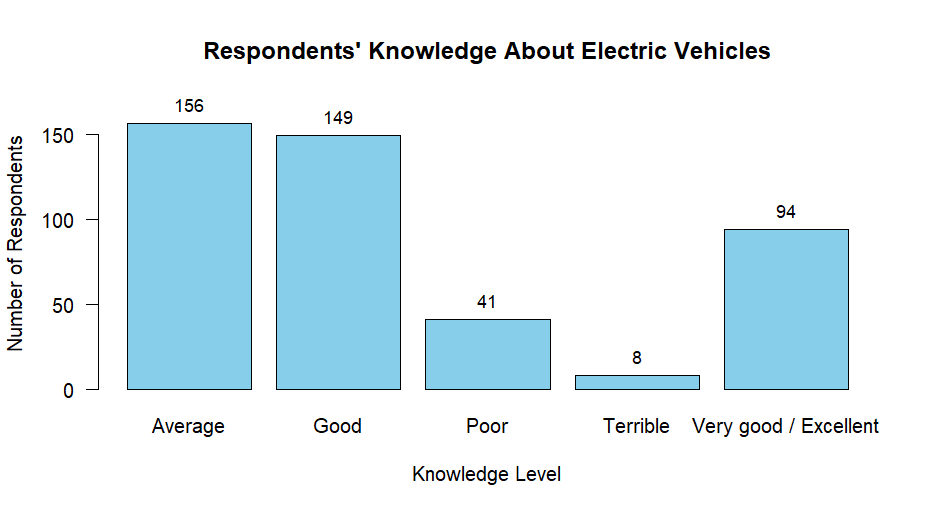 Respondents' Knowledge About Electric Vehicles
Number of Respondents
150
100
50
0
156
149
41
8
94
Average
Good
Poor
Terrible
Very good / Excellent
Knowledge Level